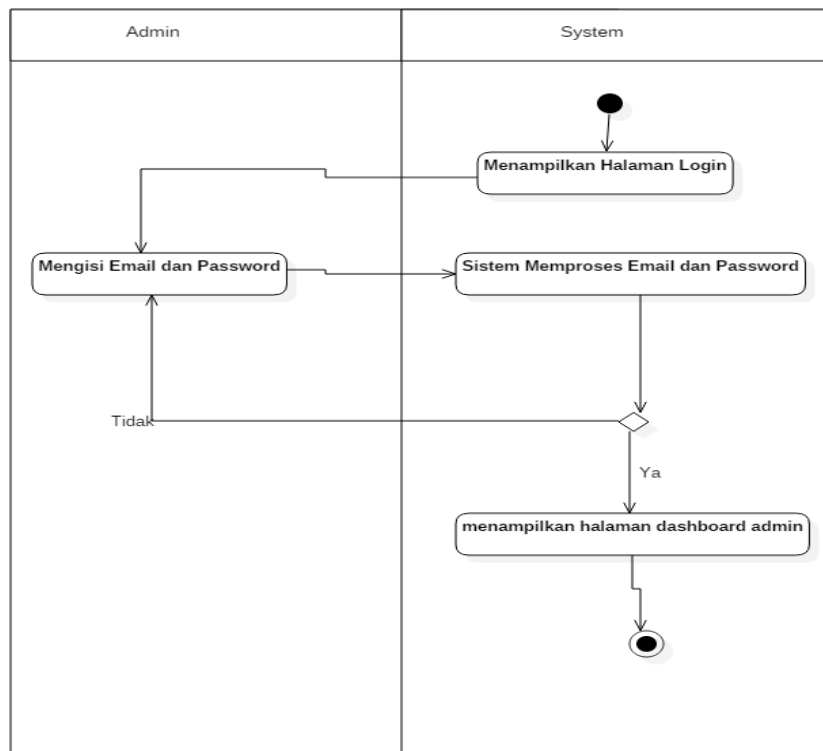 Admin
System
Menampilkan Halaman Login
Mengisi Email dan Password
Sistem Memproses Email dan Password
Tidak
Ya
menampilkan halaman dashboard admin